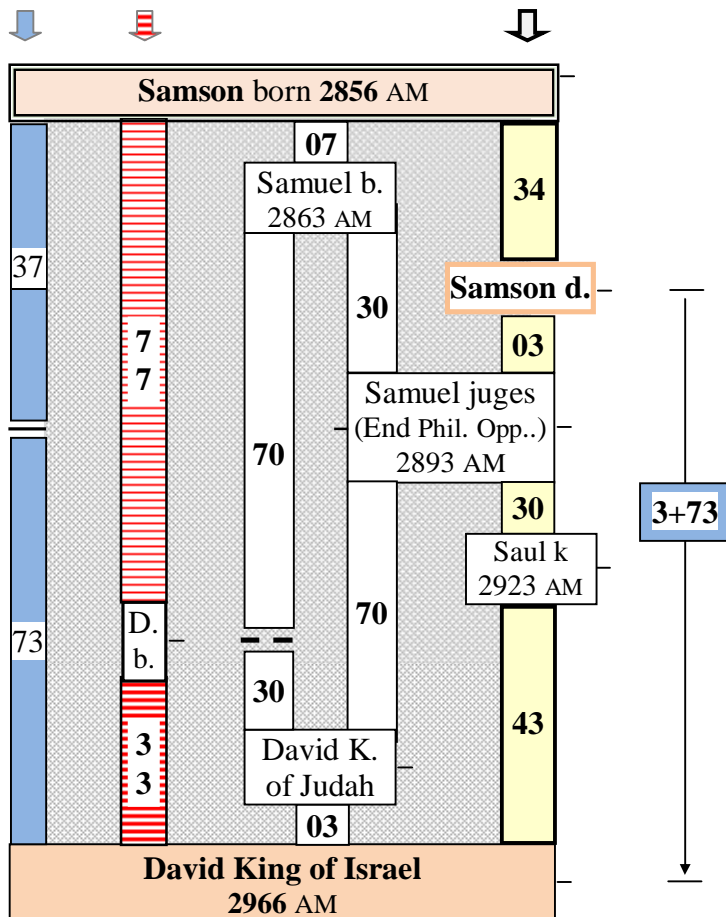 Samson born 2856 AM
07
Samuel b.
2863 AM
34
37
Samson d.
30
03
7
7
Samuel juges
(End Phil. Opp..)
2893 AM
70
30
3+73
Saul k
2923 AM
D.
b.
70
73
30
43
3
3
David K.
of Judah
03
David King of Israel
2966 AM